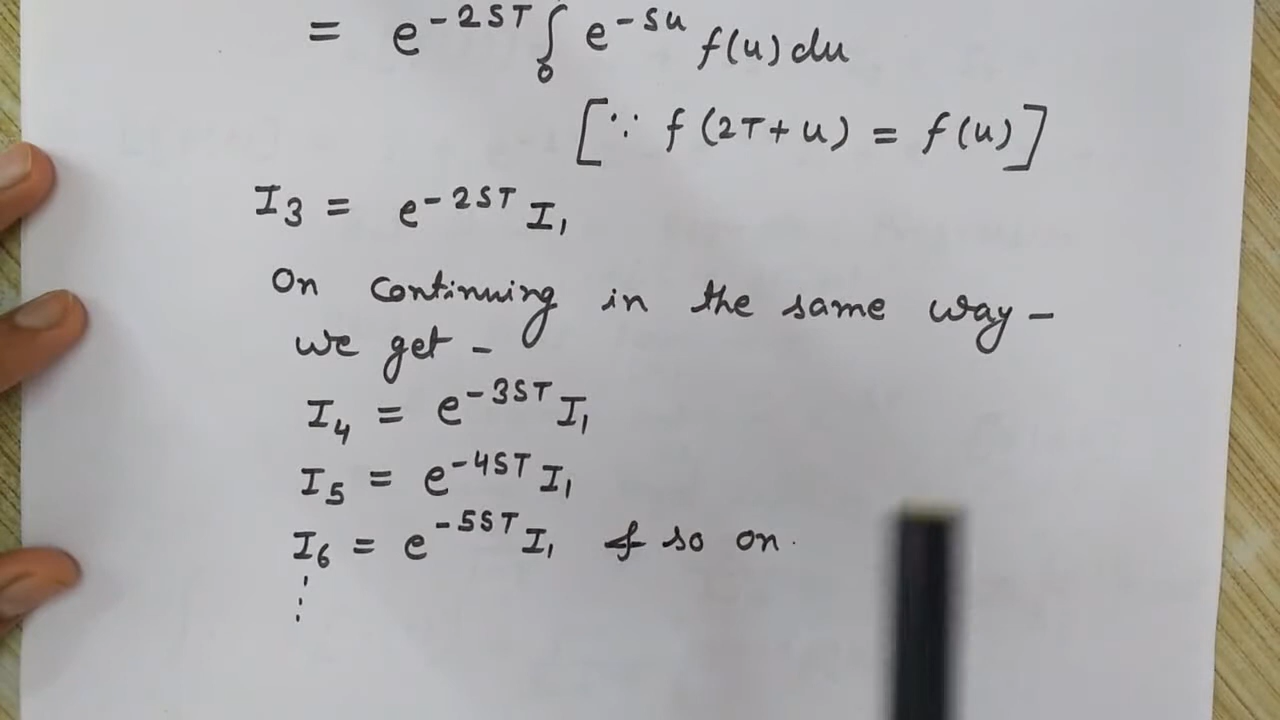 = e^{-2ST} ∫_0 e^{-su} f(u) du
[∵ f(2T+u) = f(u)]
I_3 = e^{-2ST} I_1
On continuing in the same way -
we get -
I_4 = e^{-3ST} I_1
I_5 = e^{-4ST} I_1
I_6 = e^{-5ST} I_1 & so on.
⋮